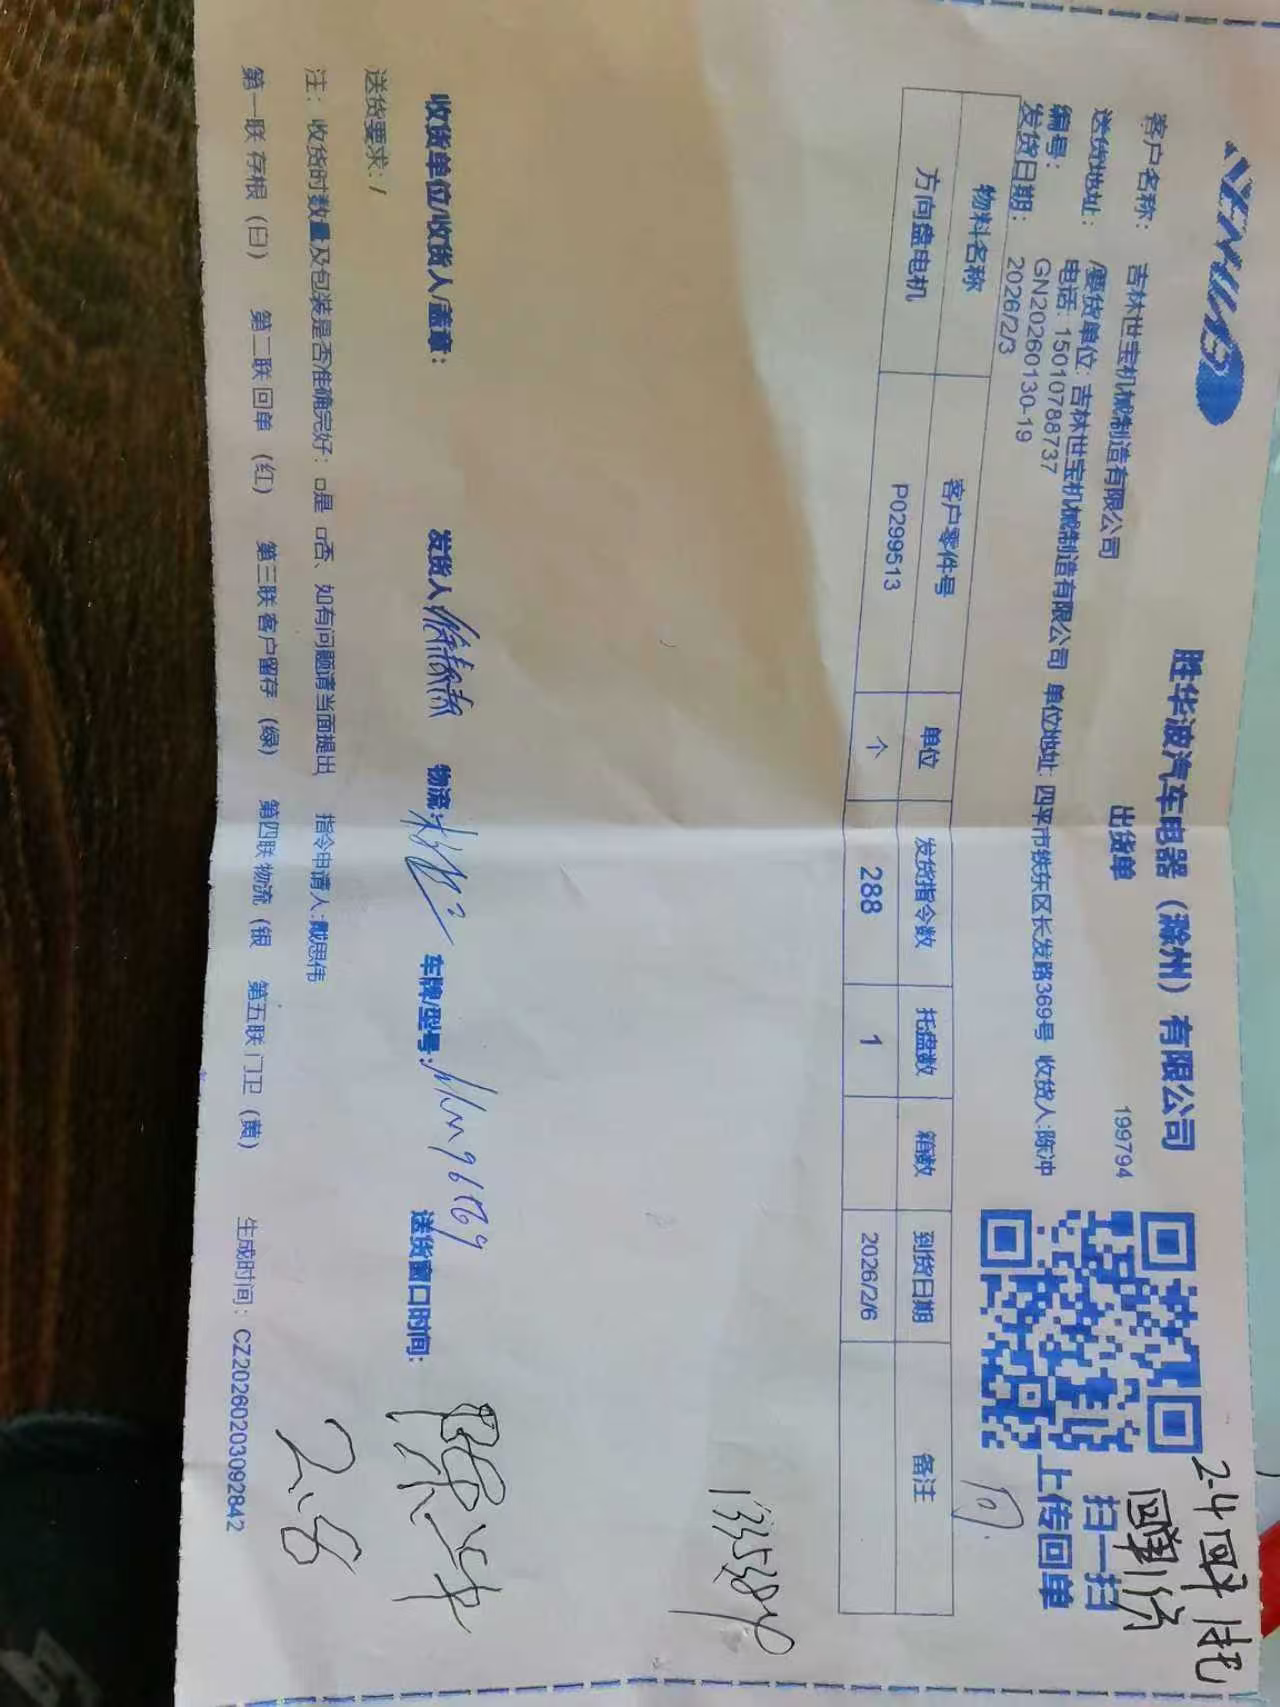 胜华波汽车电器（滁州）有限公司
出货单
199794
客户名称： 吉林世宝机械制造有限公司
送货地址： /要货单位: 吉林世宝机械制造有限公司 单位地址: 四平市铁东区长发路369号 收货人:陈冲
电话: 15010788737
编号： GN20260130-19
发货日期： 2026/2/3
扫一扫
上传回单
2-4
物料名称 客户零件号 单位 发货指令数 托盘数 箱数 到货日期 备注
方向盘电机 P0299513 个 288 1 2026/2/6
收货单位/收货人/盖章： 发货人 物流: 车牌/型号: 送货窗口时间:
送货要求: /
2.8
注： 收货时数量及包装是否准确完好：□是 □否、如有问题请当面提出 指令申请人:戴思伟
第一联 存根（白） 第二联 回单（红） 第三联 客户留存（绿） 第四联 物流（银 第五联 门卫（黄） 生成时间：CZ20260203092842